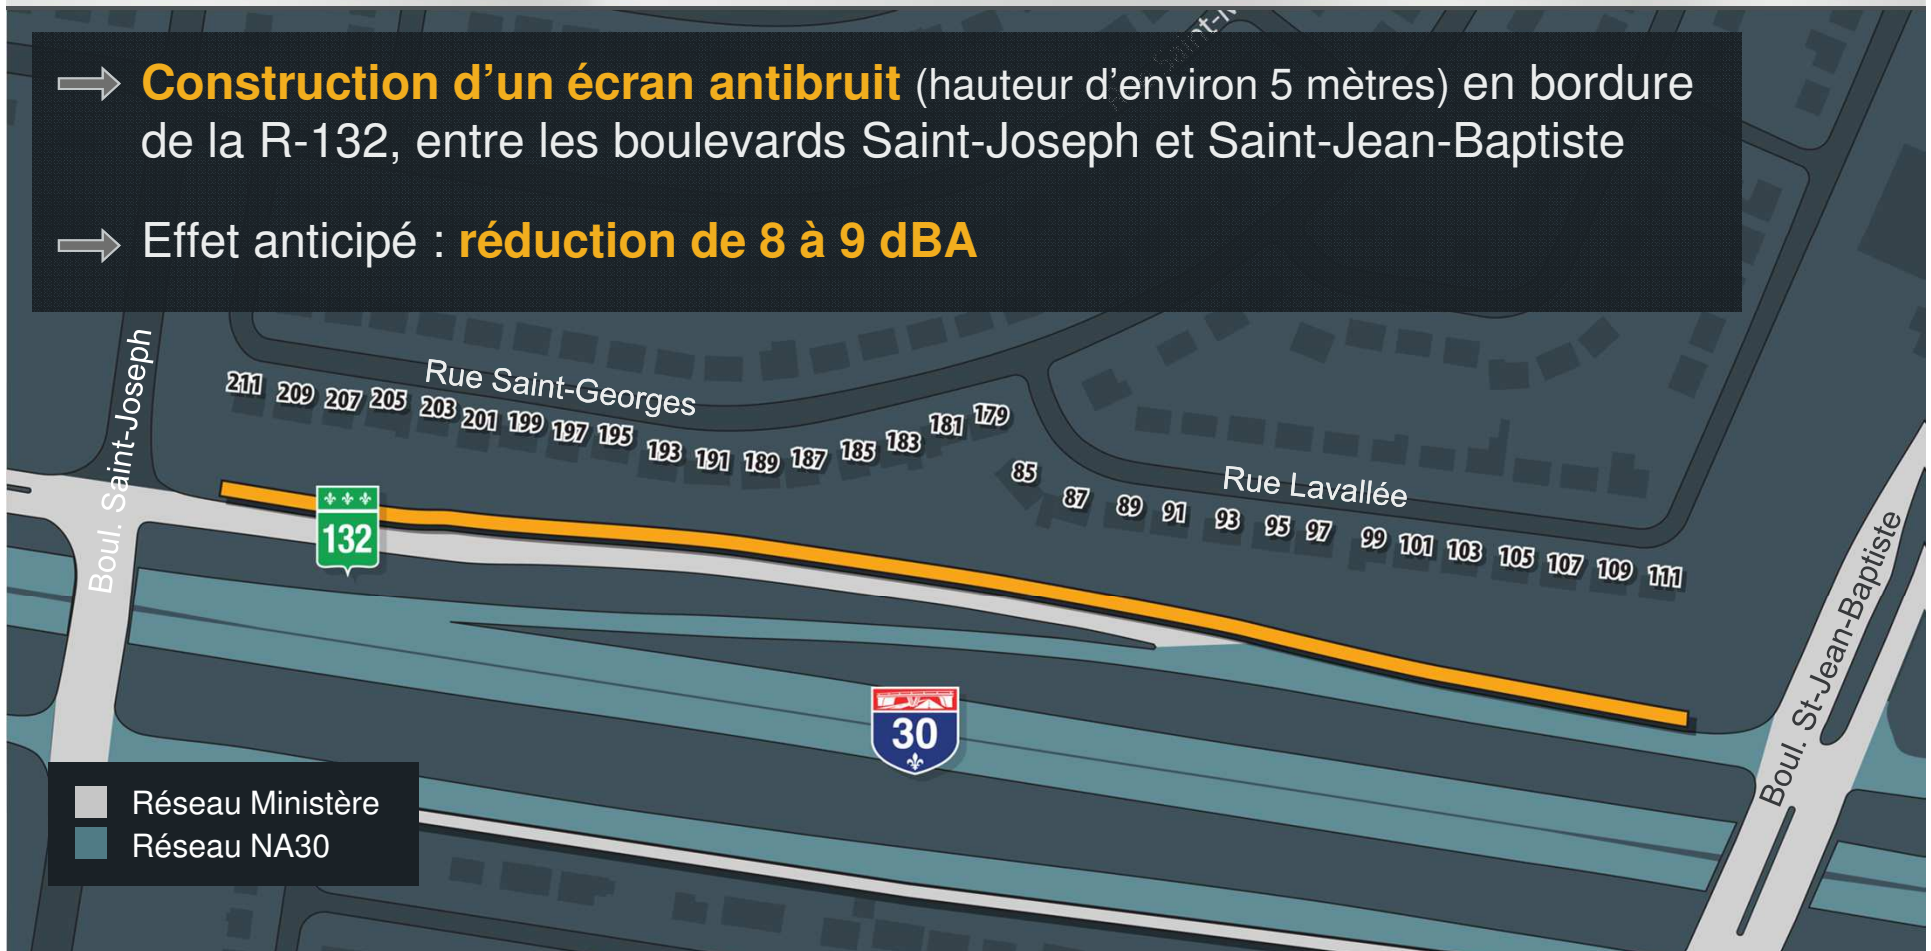 Construction d'un écran antibruit (hauteur d'environ 5 mètres) en bordure
de la R-132, entre les boulevards Saint-Joseph et Saint-Jean-Baptiste
Effet anticipé : réduction de 8 à 9 dBA
Boul. Saint-Joseph
Rue Saint-Georges
211 209 207 205 203 201 199 197 195 193 191 189 187 185 183 181 179
85 87 89 91 93 95 97 99 101 103 105 107 109 111
Rue Lavallée
132
30
Boul. St-Jean-Baptiste
Réseau Ministère
Réseau NA30